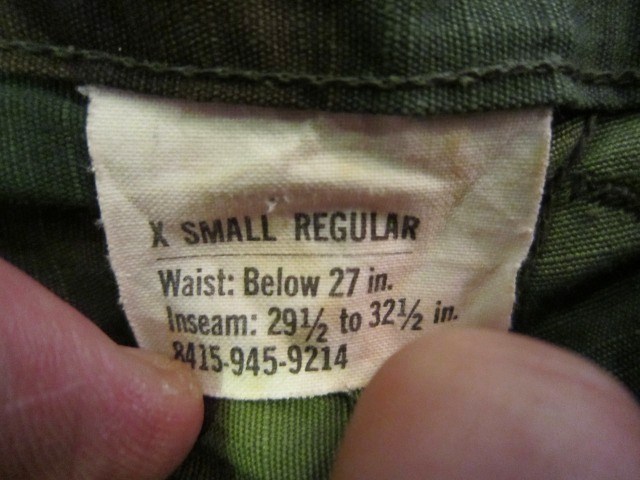 X SMALL REGULAR
Waist: Below 27 in.
Inseam: 29½ to 32½ in.
8415-945-9214